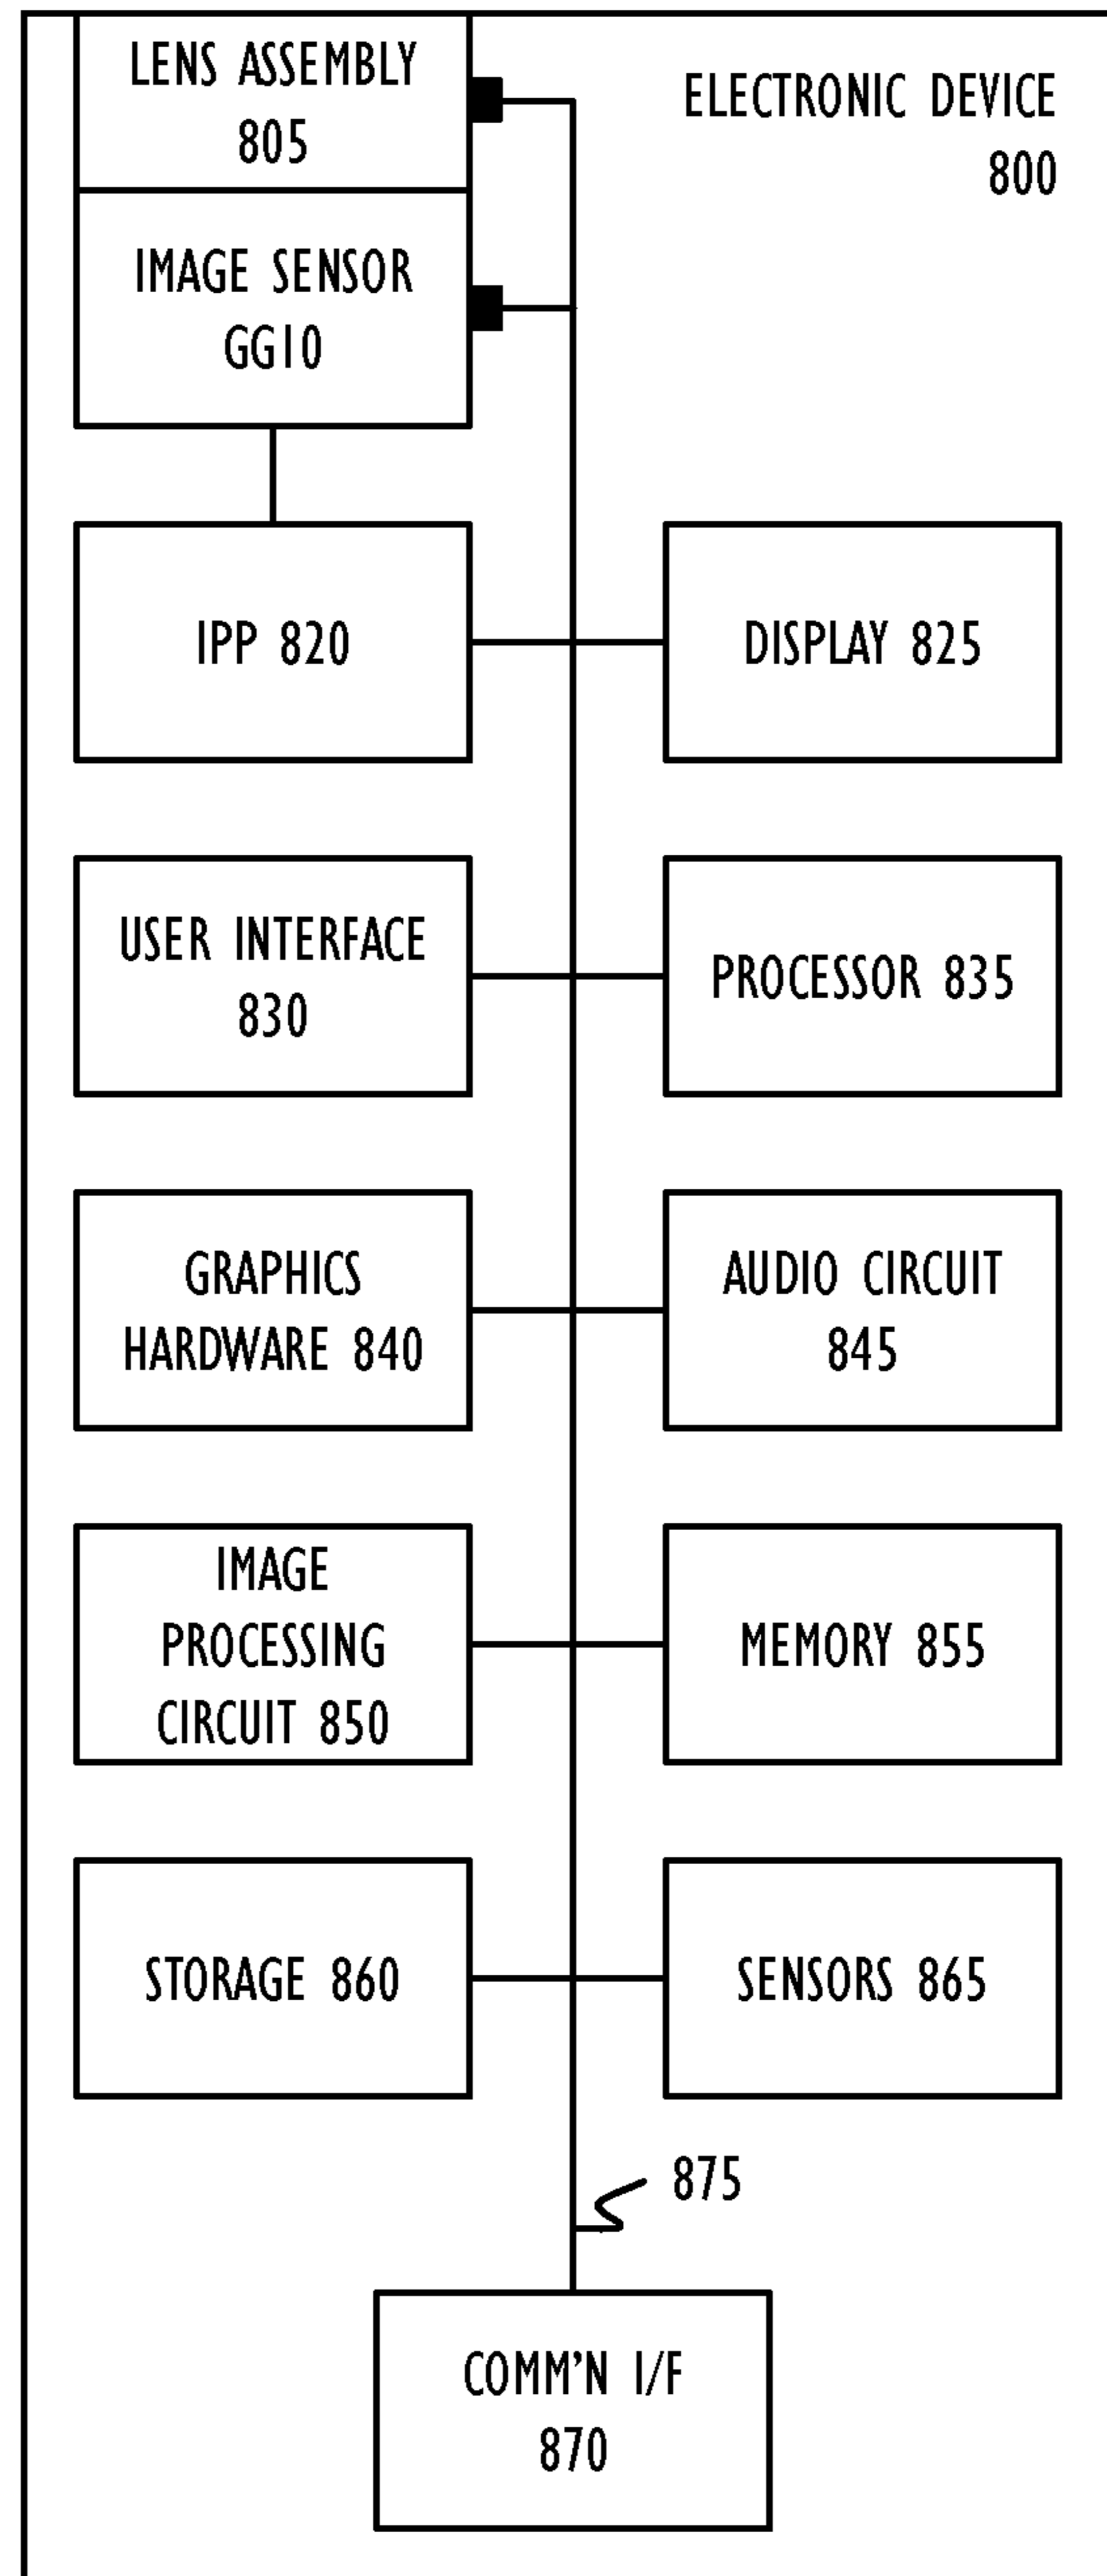 LENS ASSEMBLY
805
ELECTRONIC DEVICE
800
IMAGE SENSOR
GG10
IPP 820
DISPLAY 825
USER INTERFACE
830
PROCESSOR 835
GRAPHICS
HARDWARE 840
AUDIO CIRCUIT
845
IMAGE
PROCESSING
CIRCUIT 850
MEMORY 855
STORAGE 860
SENSORS 865
875
COMM'N I/F
870